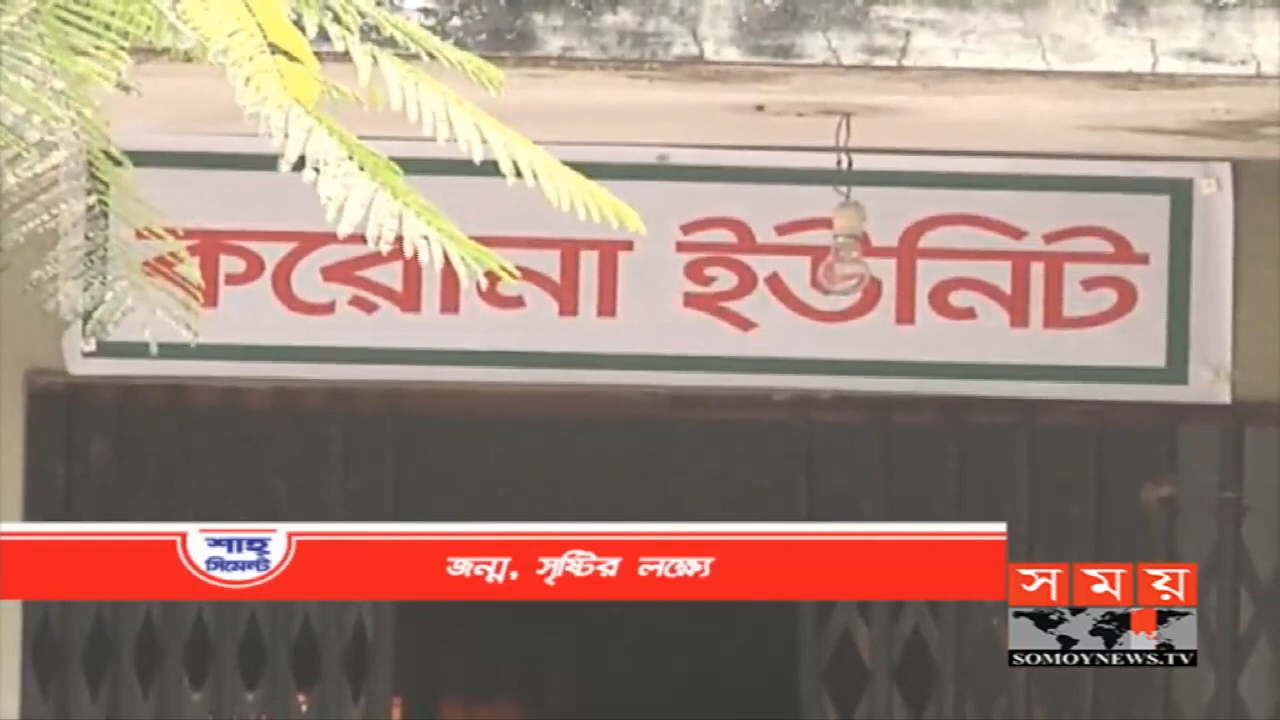 করোনা ইউনিট
শাহ্
সিমেন্ট
জন্ম, সৃষ্টির লক্ষ্যে
সময়
SOMOYNEWS.TV